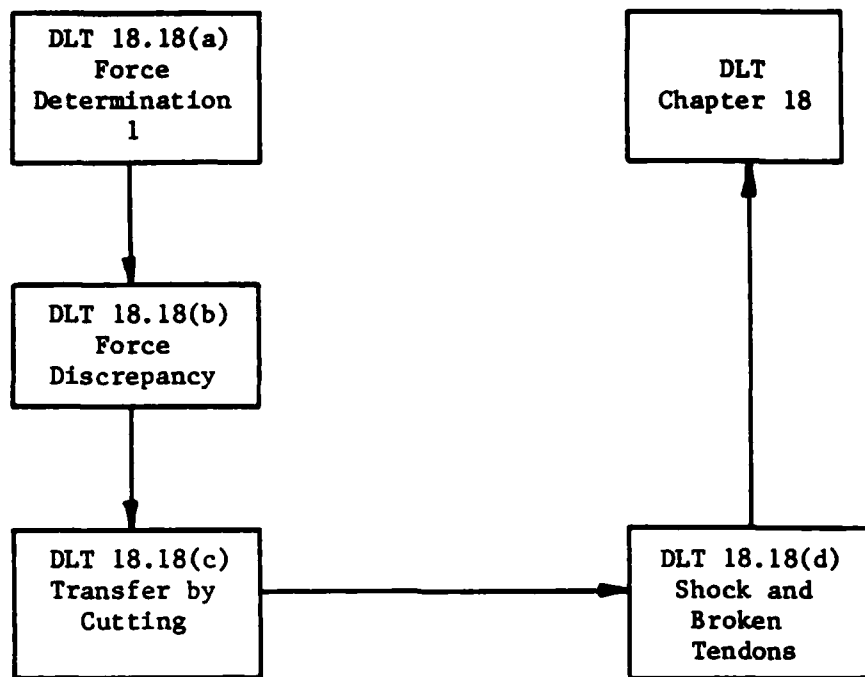 DLT 18.18(a)
Force
Determination
1
DLT 18.18(b)
Force
Discrepancy
DLT 18.18(c)
Transfer by
Cutting
DLT 18.18(d)
Shock and
Broken
Tendons
DLT
Chapter 18